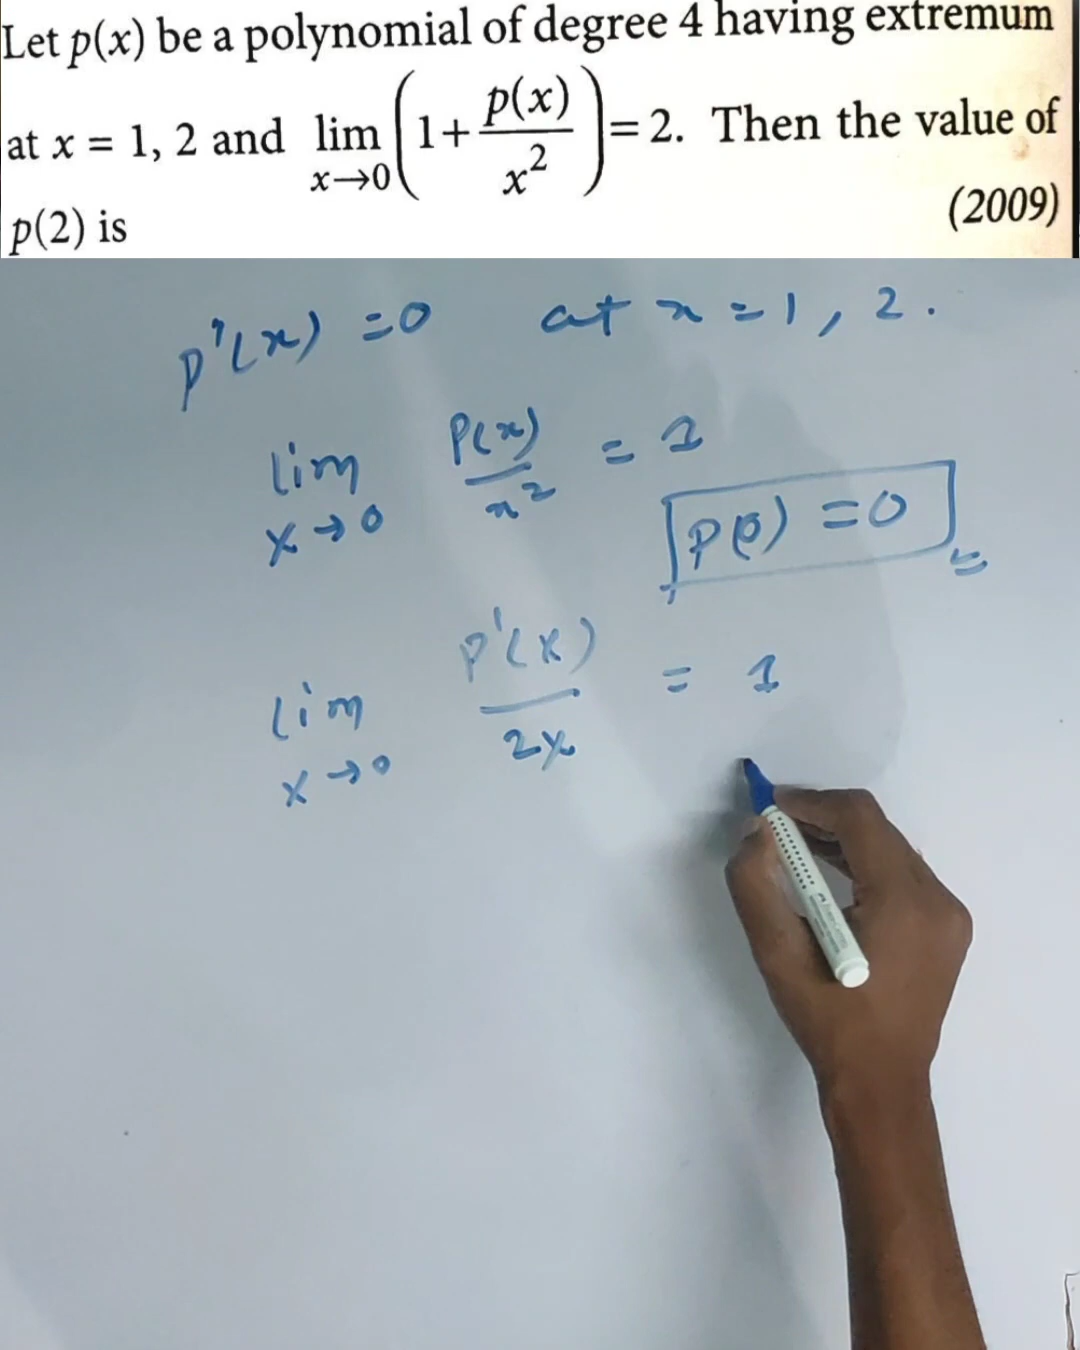 Let p(x) be a polynomial of degree 4 having extremum
at x = 1, 2 and lim x→0 (1 + p(x)/x²) = 2. Then the value of
p(2) is (2009)
p'(x) = 0 at x = 1, 2.
lim x→0 P(x)/x² = 1
P(0) = 0
lim x→0 P'(x)/2x = 1